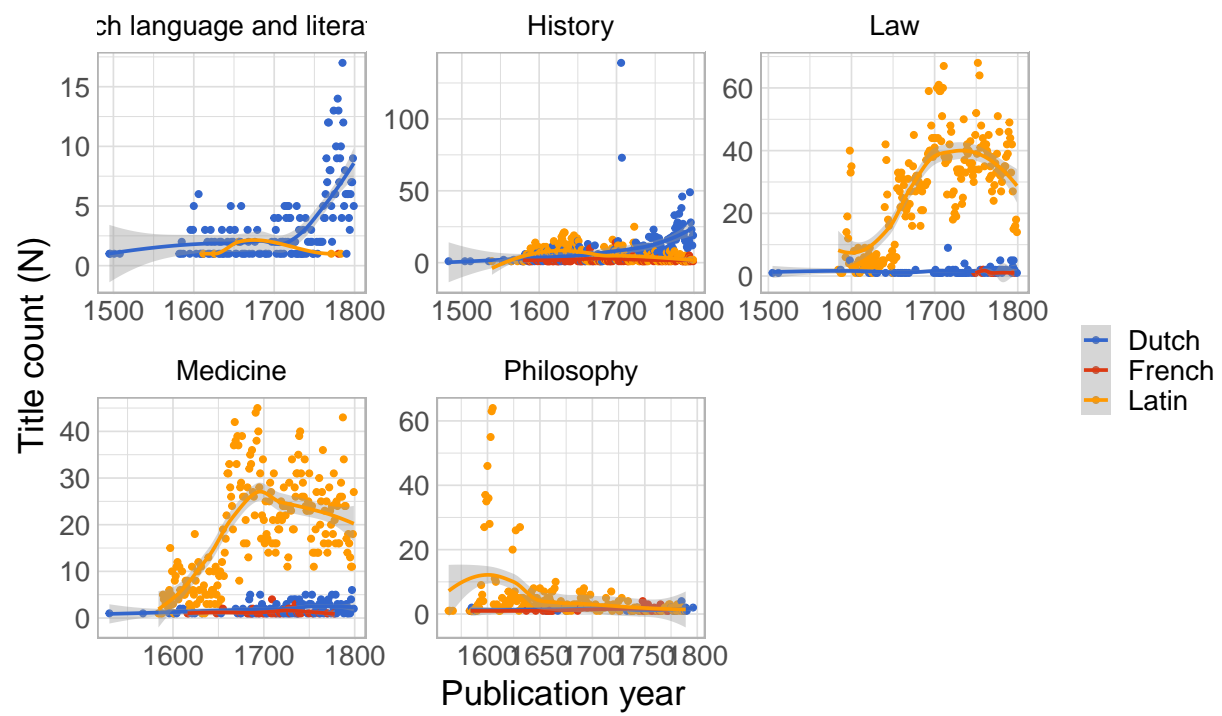 ch language and litera
History
Law
15
10
5
0
1500 1600 1700 1800
100
50
0
1500 1600 1700 1800
60
40
20
0
1500 1600 1700 1800
Title count (N)
Medicine
Philosophy
40
30
20
10
0
1600 1700 1800
60
40
20
0
1600 1650 1700 1750 1800
Publication year
Dutch
French
Latin